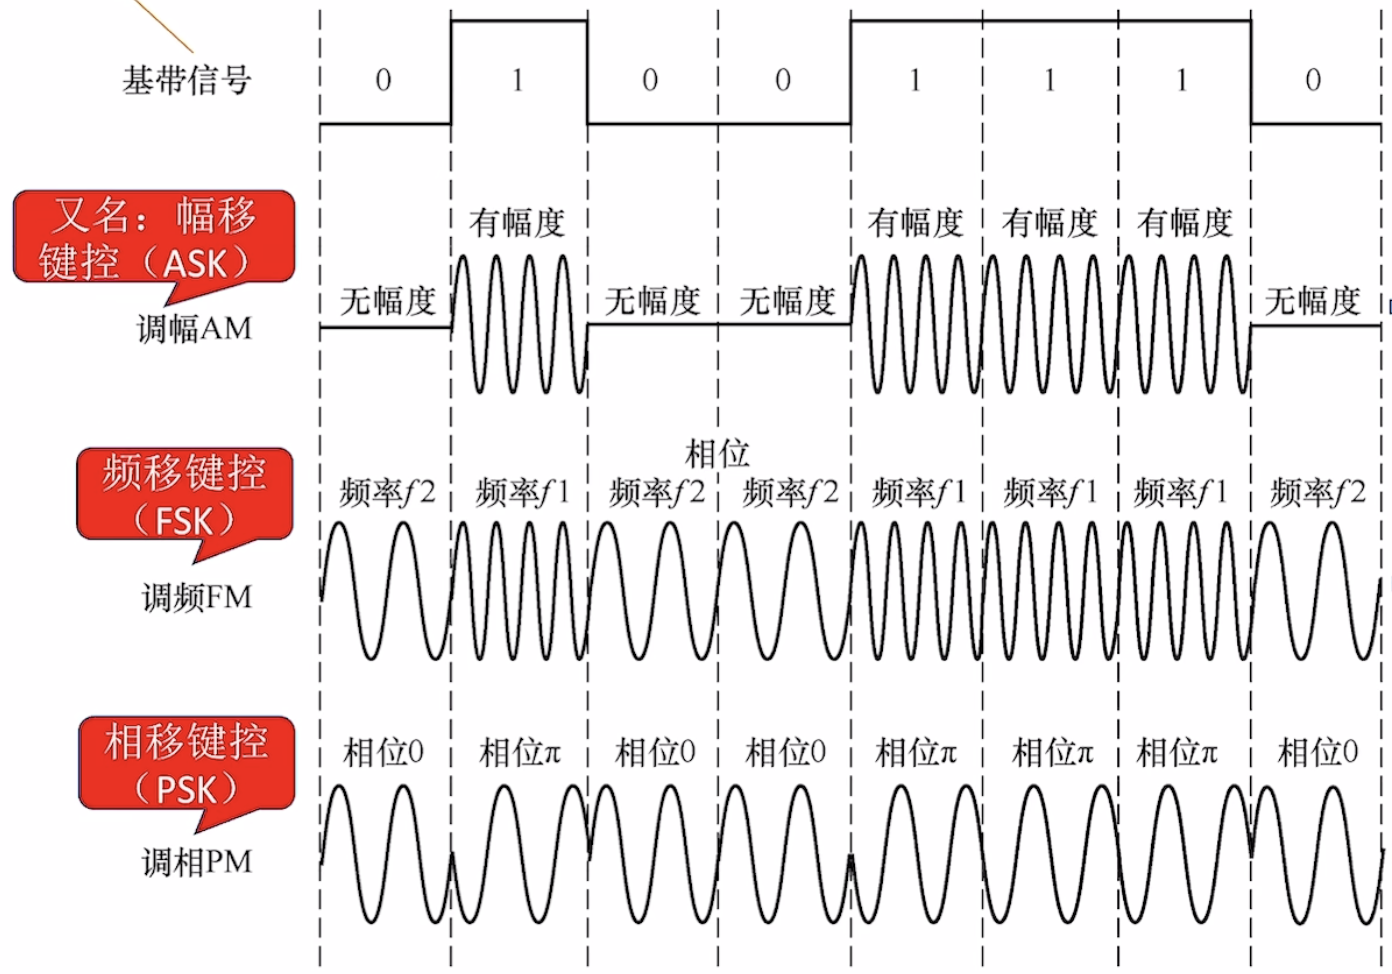 基带信号
0 1 0 0 1 1 1 0
又名：幅移
键控（ASK）
调幅AM
无幅度 有幅度 无幅度 无幅度 有幅度 有幅度 有幅度 无幅度
相位
频移键控
（FSK）
调频FM
频率f2 频率f1 频率f2 频率f2 频率f1 频率f1 频率f1 频率f2
相移键控
（PSK）
调相PM
相位0 相位π 相位0 相位0 相位π 相位π 相位π 相位0